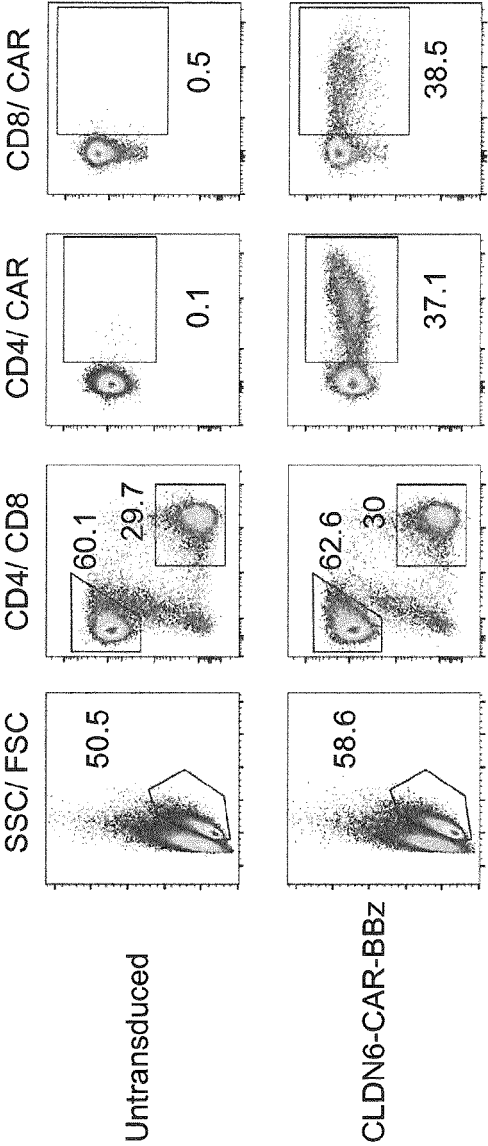 SSC/ FSC
CD4/ CD8
CD4/ CAR
CD8/ CAR
Untransduced
50.5
60.1
29.7
0.1
0.5
CLDN6-CAR-BBz
58.6
62.6
30
37.1
38.5